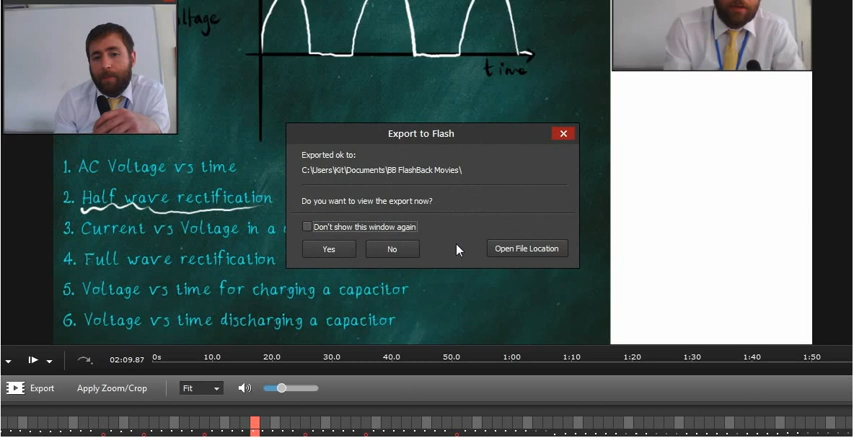 ltage
time
1. AC Voltage vs time
2. Half wave rectification
3. Current vs Voltage in a
4. Full wave rectification
5. Voltage vs time for charging a capacitor
6. Voltage vs time discharging a capacitor
Export to Flash
Exported ok to:
C:\Users\Kit\Documents\BB FlashBack Movies\
Do you want to view the export now?
Don't show this window again
Yes No Open File Location
02:09.87 0s 10.0 20.0 30.0 40.0 50.0 1:00 1:10 1:20 1:30 1:40 1:50
Export Apply Zoom/Crop Fit